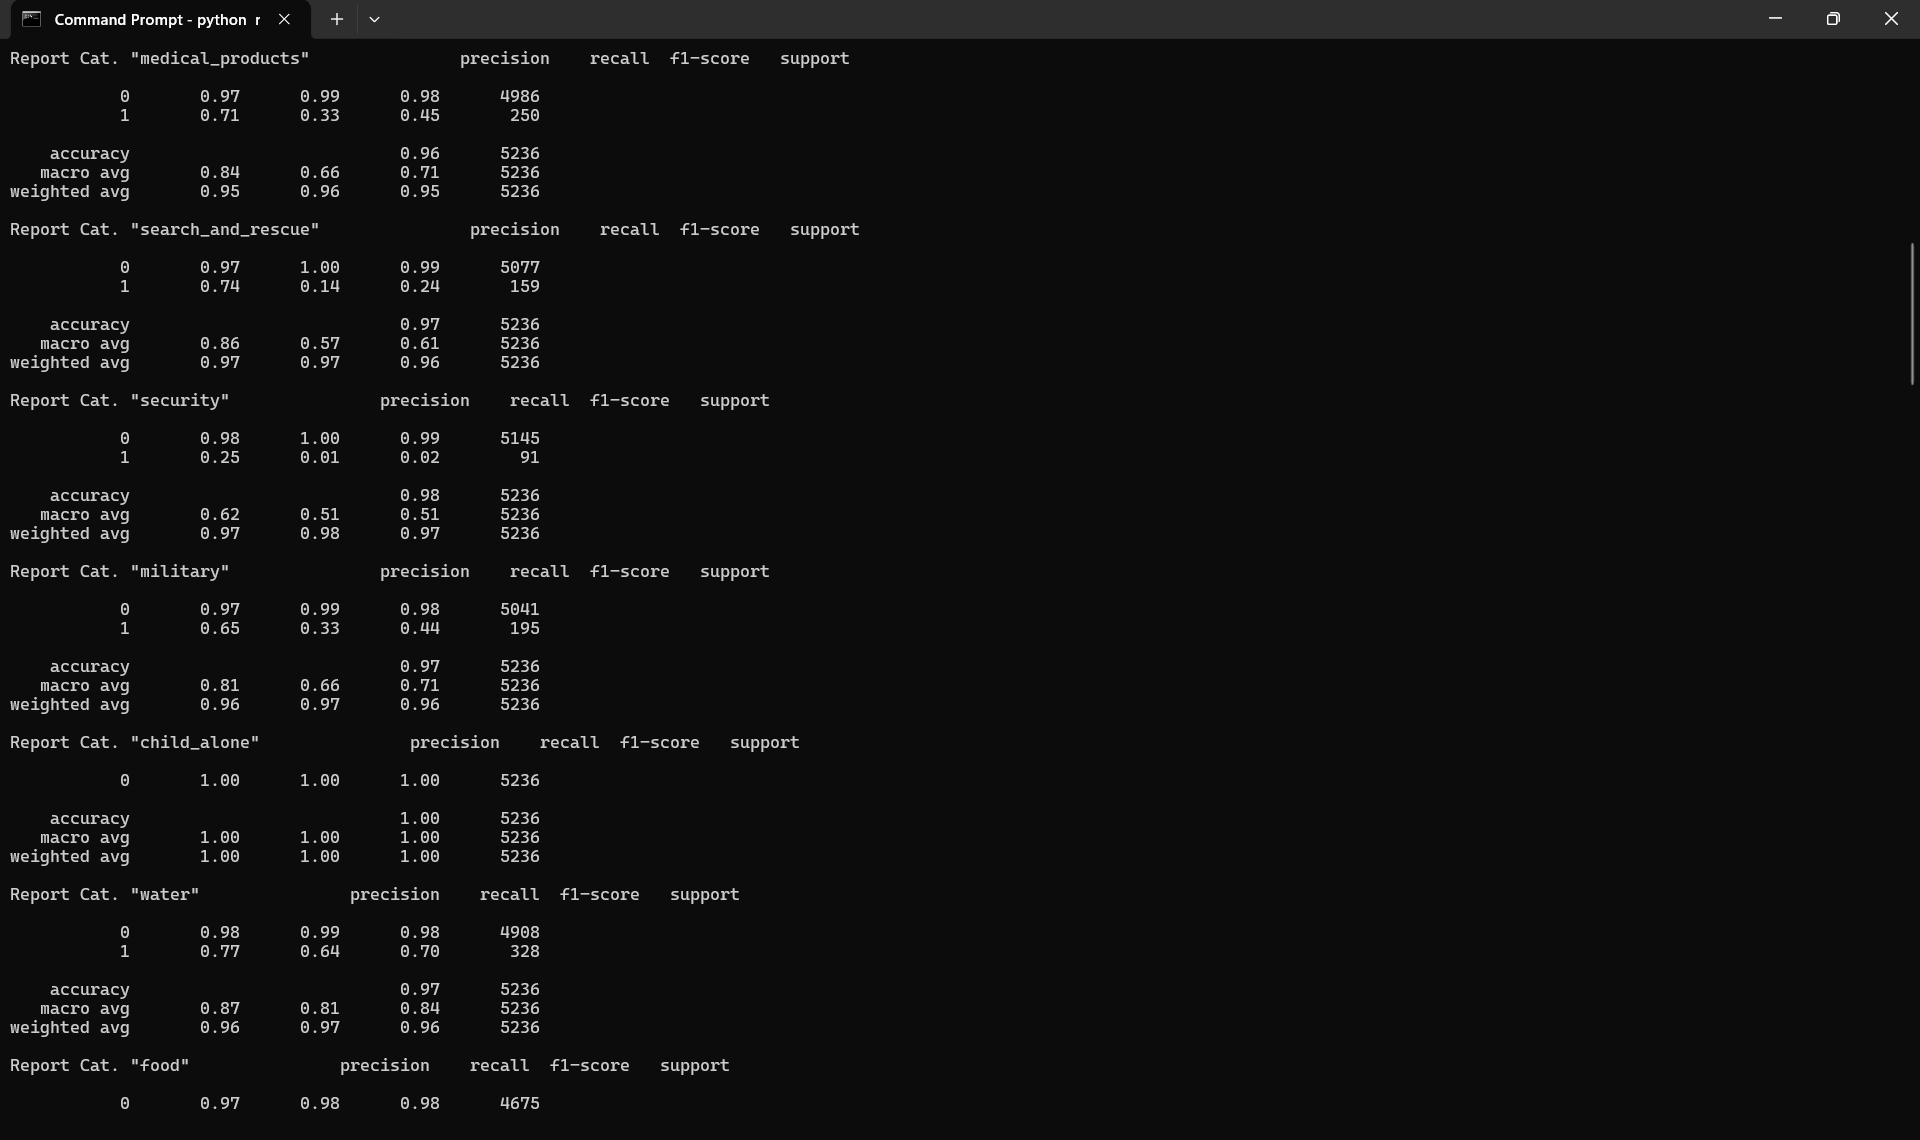 Command Prompt - python  r
Report Cat. "medical_products"               precision    recall  f1-score   support

           0       0.97      0.99      0.98      4986
           1       0.71      0.33      0.45       250

    accuracy                           0.96      5236
   macro avg       0.84      0.66      0.71      5236
weighted avg       0.95      0.96      0.95      5236

Report Cat. "search_and_rescue"               precision    recall  f1-score   support

           0       0.97      1.00      0.99      5077
           1       0.74      0.14      0.24       159

    accuracy                           0.97      5236
   macro avg       0.86      0.57      0.61      5236
weighted avg       0.97      0.97      0.96      5236

Report Cat. "security"               precision    recall  f1-score   support

           0       0.98      1.00      0.99      5145
           1       0.25      0.01      0.02        91

    accuracy                           0.98      5236
   macro avg       0.62      0.51      0.51      5236
weighted avg       0.97      0.98      0.97      5236

Report Cat. "military"               precision    recall  f1-score   support

           0       0.97      0.99      0.98      5041
           1       0.65      0.33      0.44       195

    accuracy                           0.97      5236
   macro avg       0.81      0.66      0.71      5236
weighted avg       0.96      0.97      0.96      5236

Report Cat. "child_alone"               precision    recall  f1-score   support

           0       1.00      1.00      1.00      5236

    accuracy                           1.00      5236
   macro avg       1.00      1.00      1.00      5236
weighted avg       1.00      1.00      1.00      5236

Report Cat. "water"               precision    recall  f1-score   support

           0       0.98      0.99      0.98      4908
           1       0.77      0.64      0.70       328

    accuracy                           0.97      5236
   macro avg       0.87      0.81      0.84      5236
weighted avg       0.96      0.97      0.96      5236

Report Cat. "food"               precision    recall  f1-score   support

           0       0.97      0.98      0.98      4675